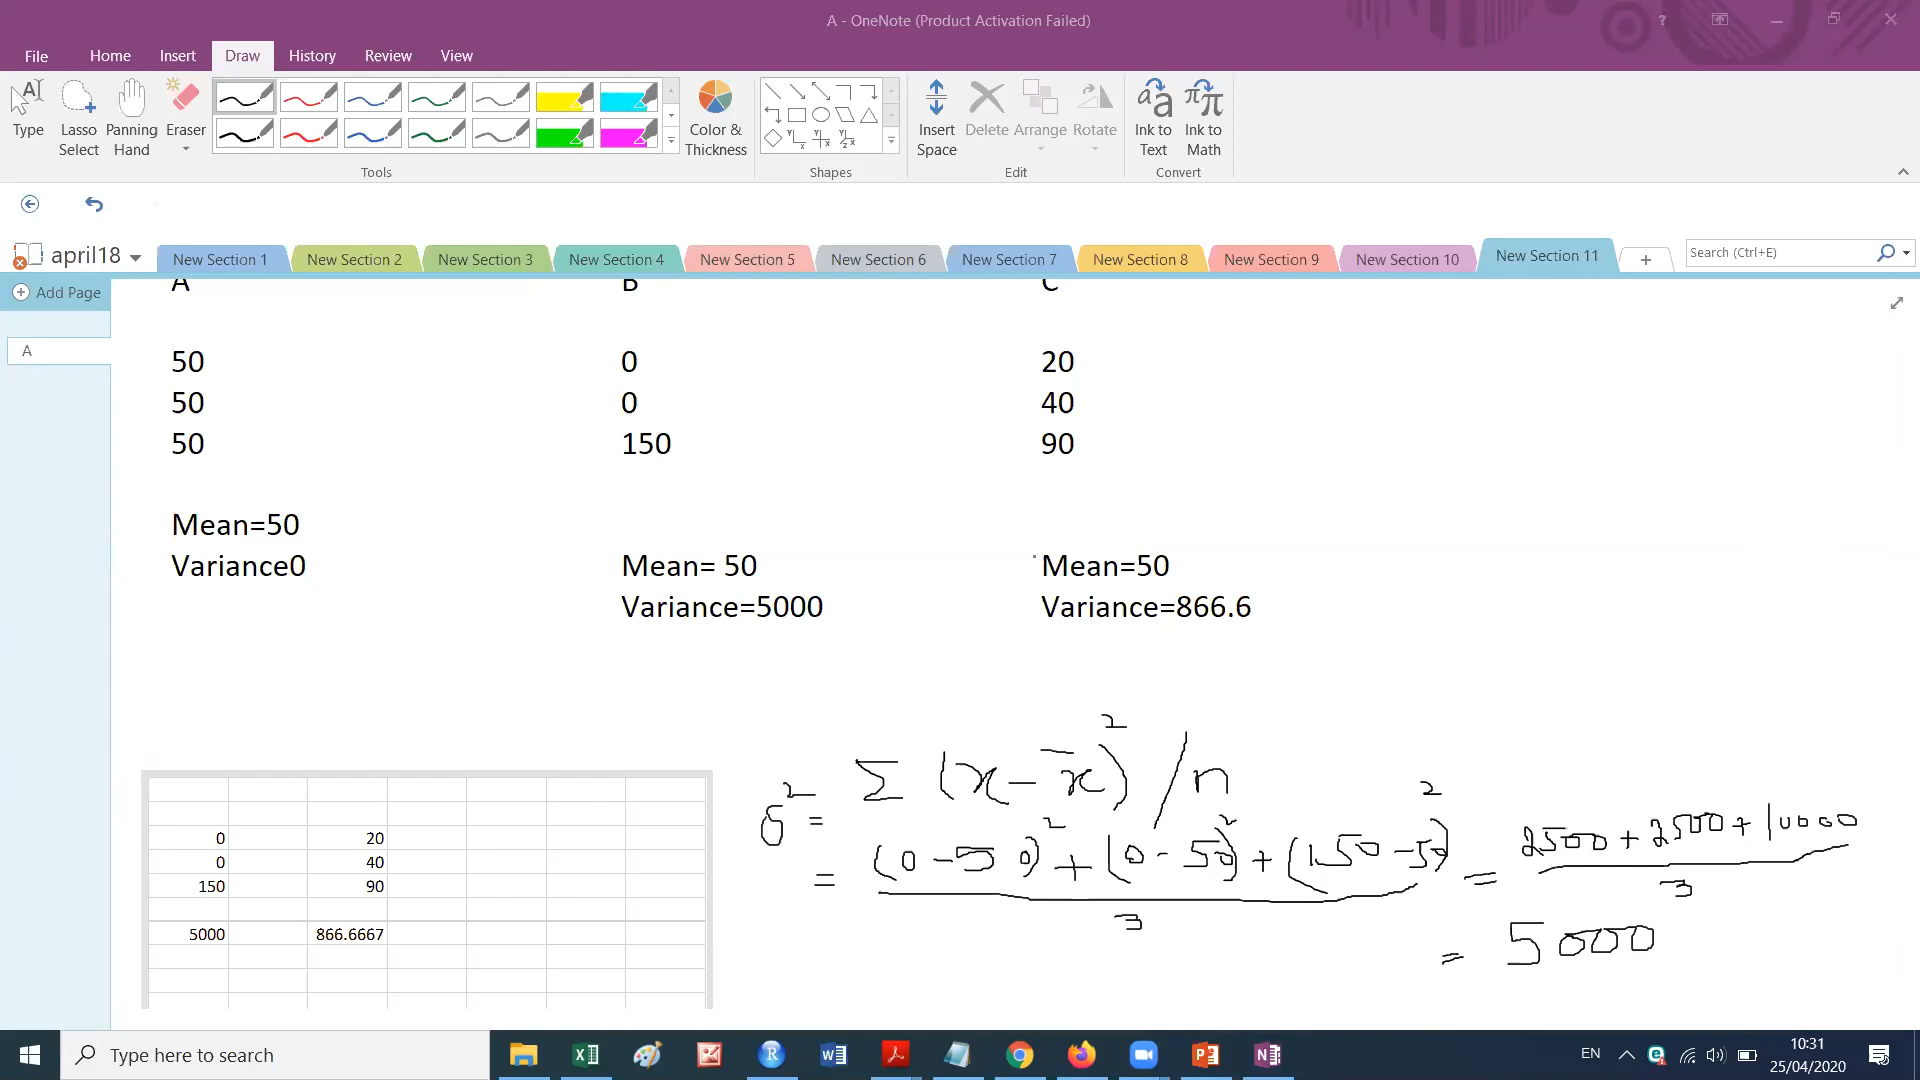 A - OneNote (Product Activation Failed)
File Home Insert Draw History Review View
Type Lasso Select Panning Hand Eraser Color & Thickness Insert Space Delete Arrange Rotate Ink to Text Ink to Math
Tools Shapes Edit Convert
april18 New Section 1 New Section 2 New Section 3 New Section 4 New Section 5 New Section 6 New Section 7 New Section 8 New Section 9 New Section 10 New Section 11 + Search (Ctrl+E)
Add Page
A
A B C
50 0 20
50 0 40
50 150 90
Mean=50
Variance0 Mean= 50 Mean=50
Variance=5000 Variance=866.6
0 20
0 40
150 90
5000 866.6667
σ² = Σ (x - x̄)² / n
= (0 - 50)² + (0 - 50)² + (150 - 50)² / 3 = 2500 + 2500 + 10000 / 3
= 5000
Type here to search
EN 10:31
25/04/2020